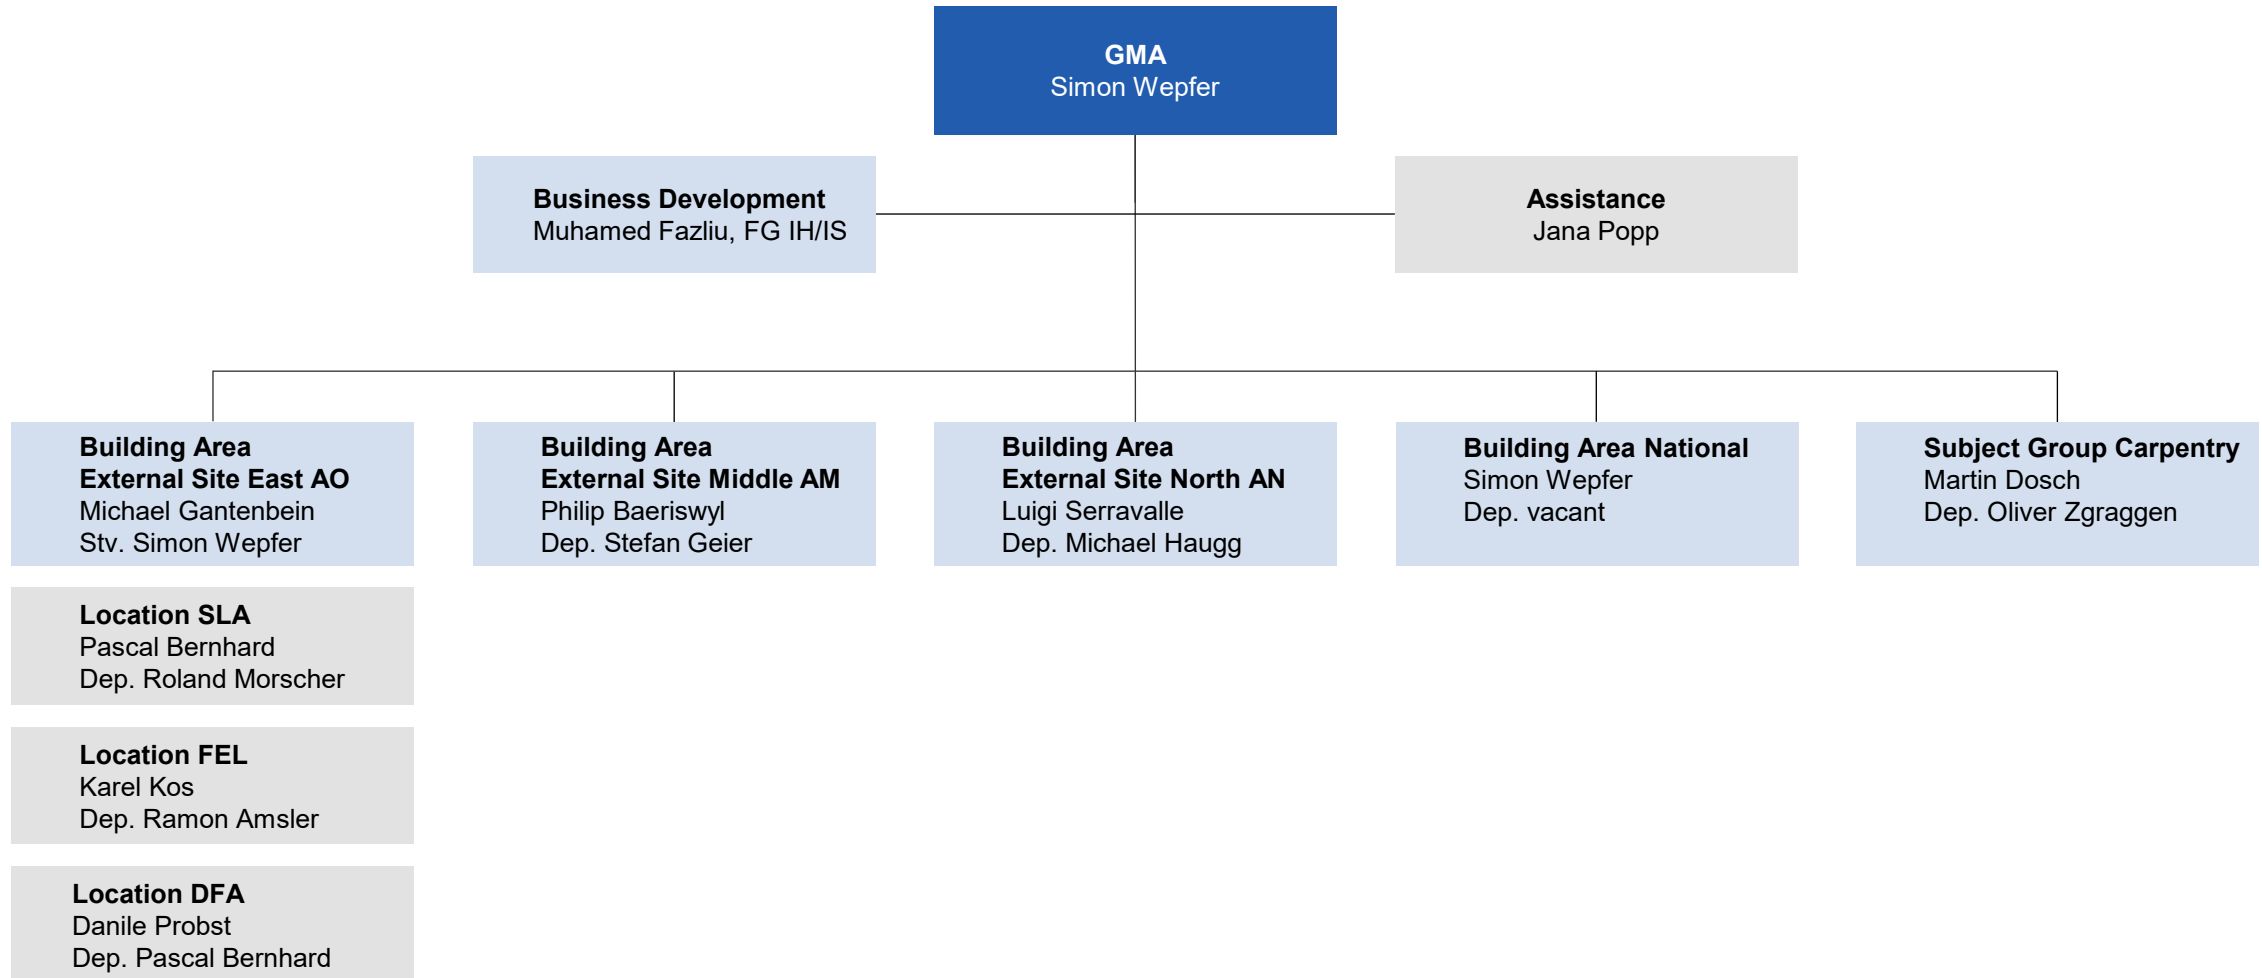 GMA
Simon Wepfer
Business Development
Muhamed Fazliu, FG IH/IS
Assistance
Jana Popp
Building Area
External Site East AO
Michael Gantenbein
Stv. Simon Wepfer
Building Area
External Site Middle AM
Philip Baeriswyl
Dep. Stefan Geier
Building Area
External Site North AN
Luigi Serravalle
Dep. Michael Haugg
Building Area National
Simon Wepfer
Dep. vacant
Subject Group Carpentry
Martin Dosch
Dep. Oliver Zgraggen
Location SLA
Pascal Bernhard
Dep. Roland Morscher
Location FEL
Karel Kos
Dep. Ramon Amsler
Location DFA
Danile Probst
Dep. Pascal Bernhard